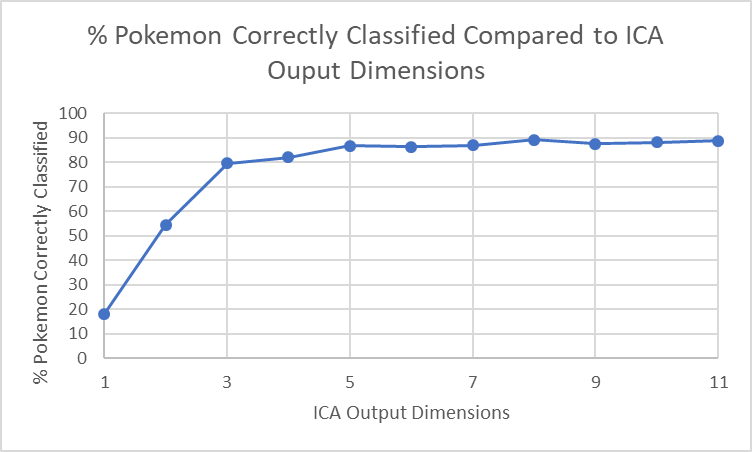 % Pokemon Correctly Classified Compared to ICA
Ouput Dimensions
% Pokemon Correctly Classified
100
90
80
70
60
50
40
30
20
10
0
1 3 5 7 9 11
ICA Output Dimensions